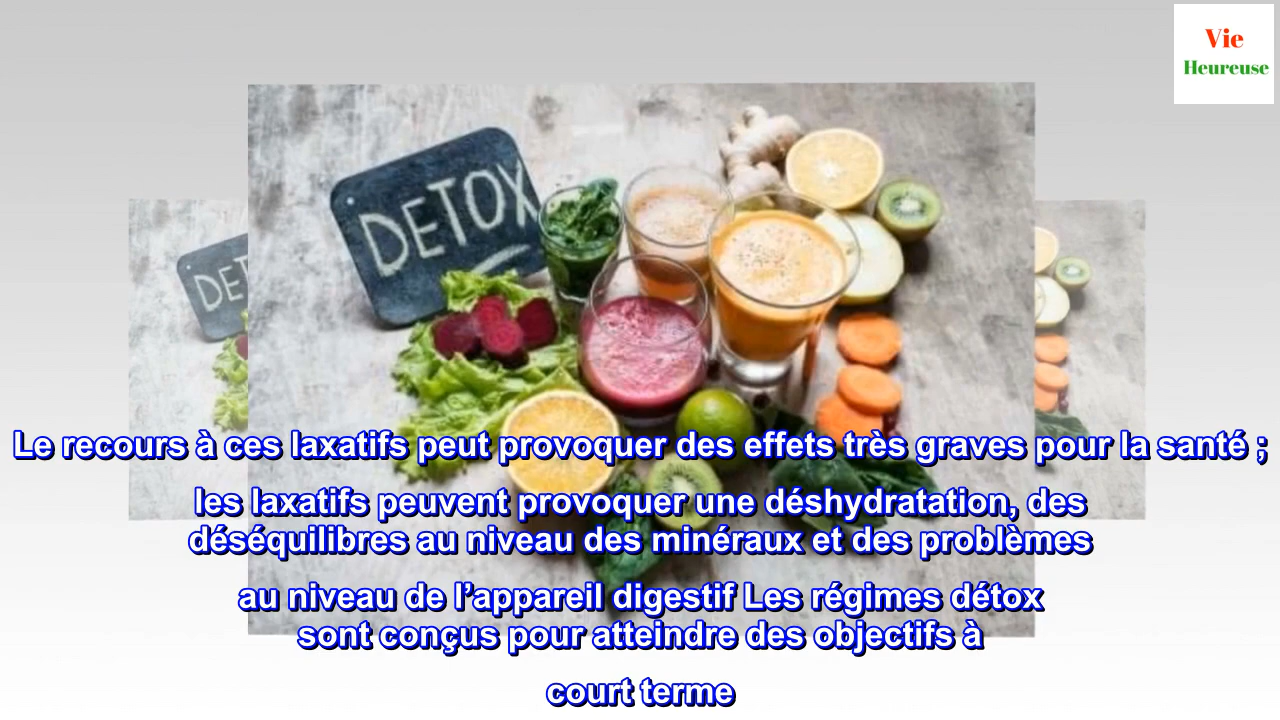 Vie
Heureuse
DETOX
DET
Le recours à ces laxatifs peut provoquer des effets très graves pour la santé ;
les laxatifs peuvent provoquer une déshydratation, des
déséquilibres au niveau des minéraux et des problèmes
au niveau de l’appareil digestif Les régimes détox
sont conçus pour atteindre des objectifs à
court terme